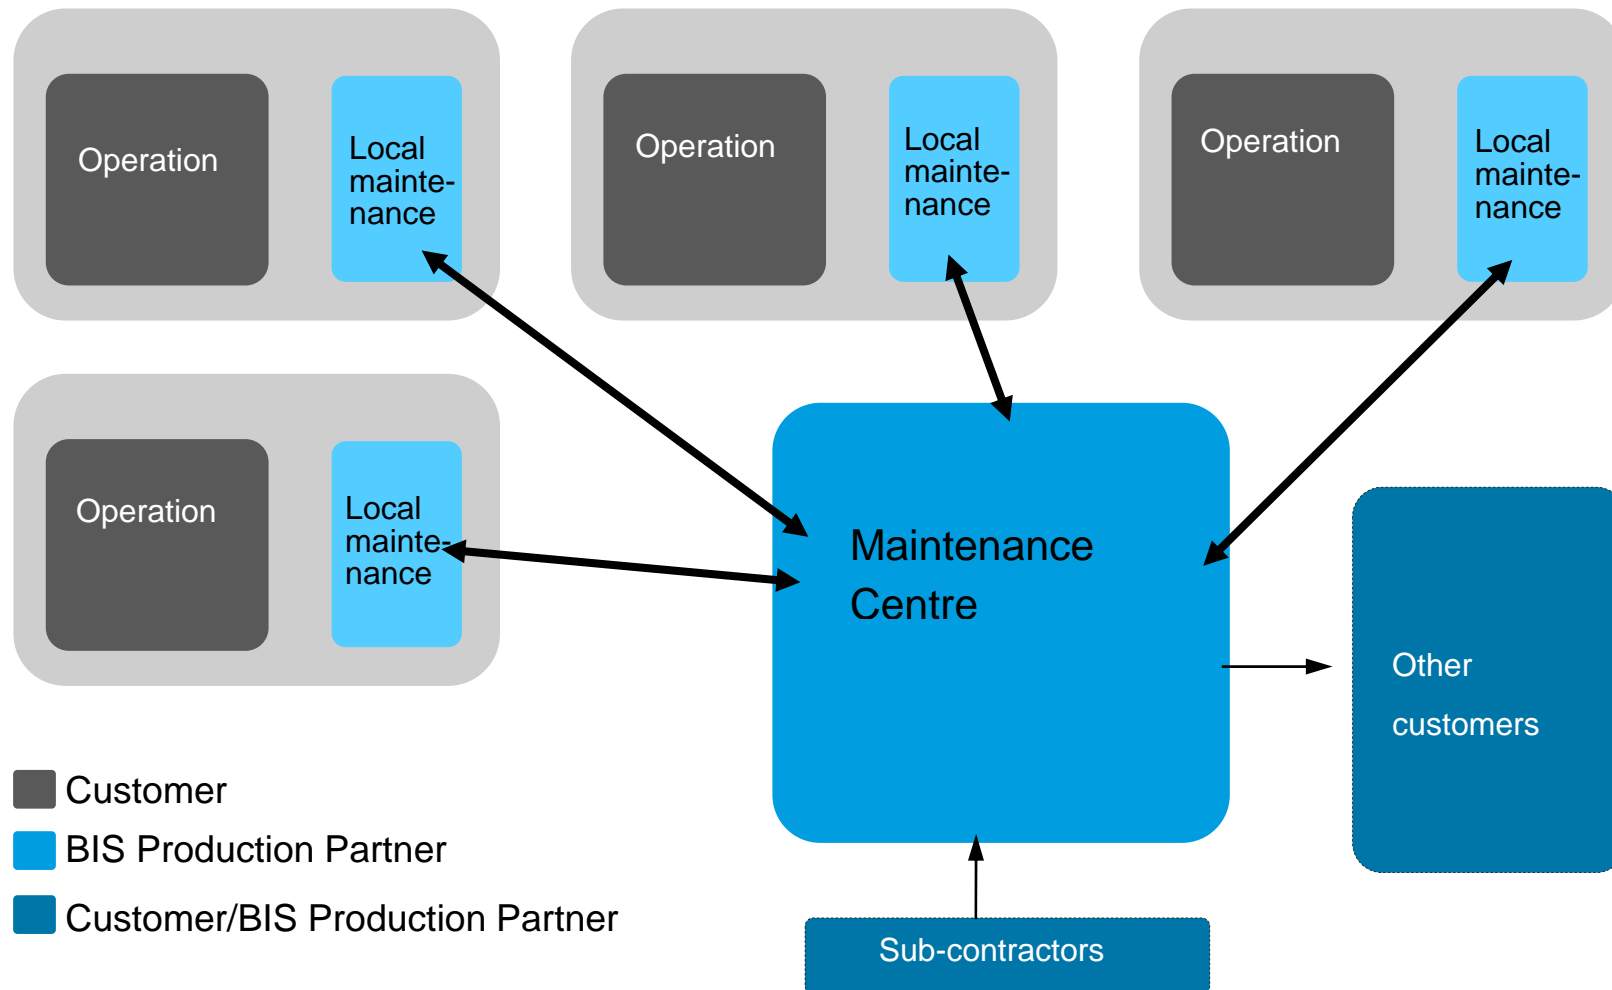 Operation
Local
mainte-
nance
Operation
Local
mainte-
nance
Operation
Local
mainte-
nance
Operation
Local
mainte-
nance
Maintenance
Centre
Other
customers
Customer
BIS Production Partner
Customer/BIS Production Partner
Sub-contractors